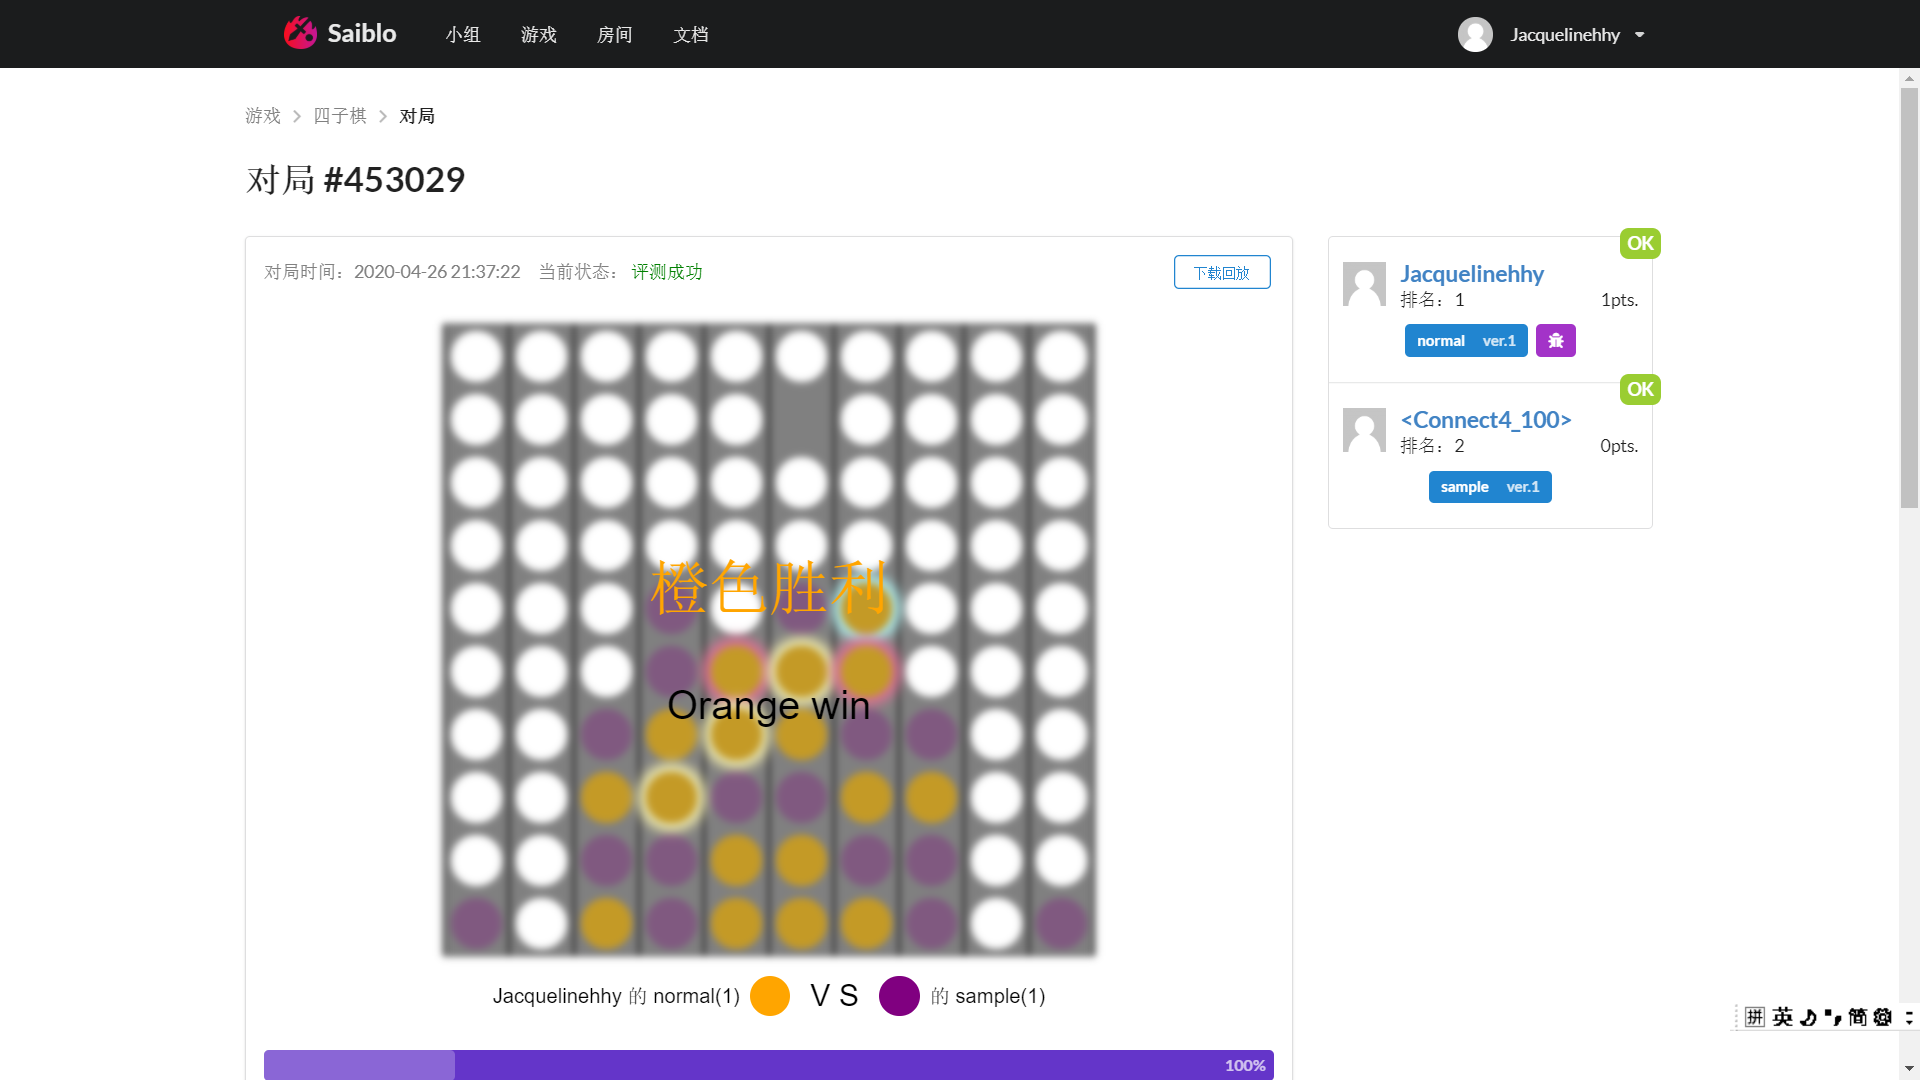 Saiblo 小组 游戏 房间 文档 Jacquelinehhy
游戏 四子棋 对局
对局 #453029
对局时间：2020-04-26 21:37:22 当前状态： 评测成功 下载回放
橙色胜利
Orange win
Jacquelinehhy 的 normal(1) V S 的 sample(1)
100%
OK
Jacquelinehhy
排名：1 1pts.
normal ver.1
OK
<Connect4_100>
排名：2 0pts.
sample ver.1
拼 英 简